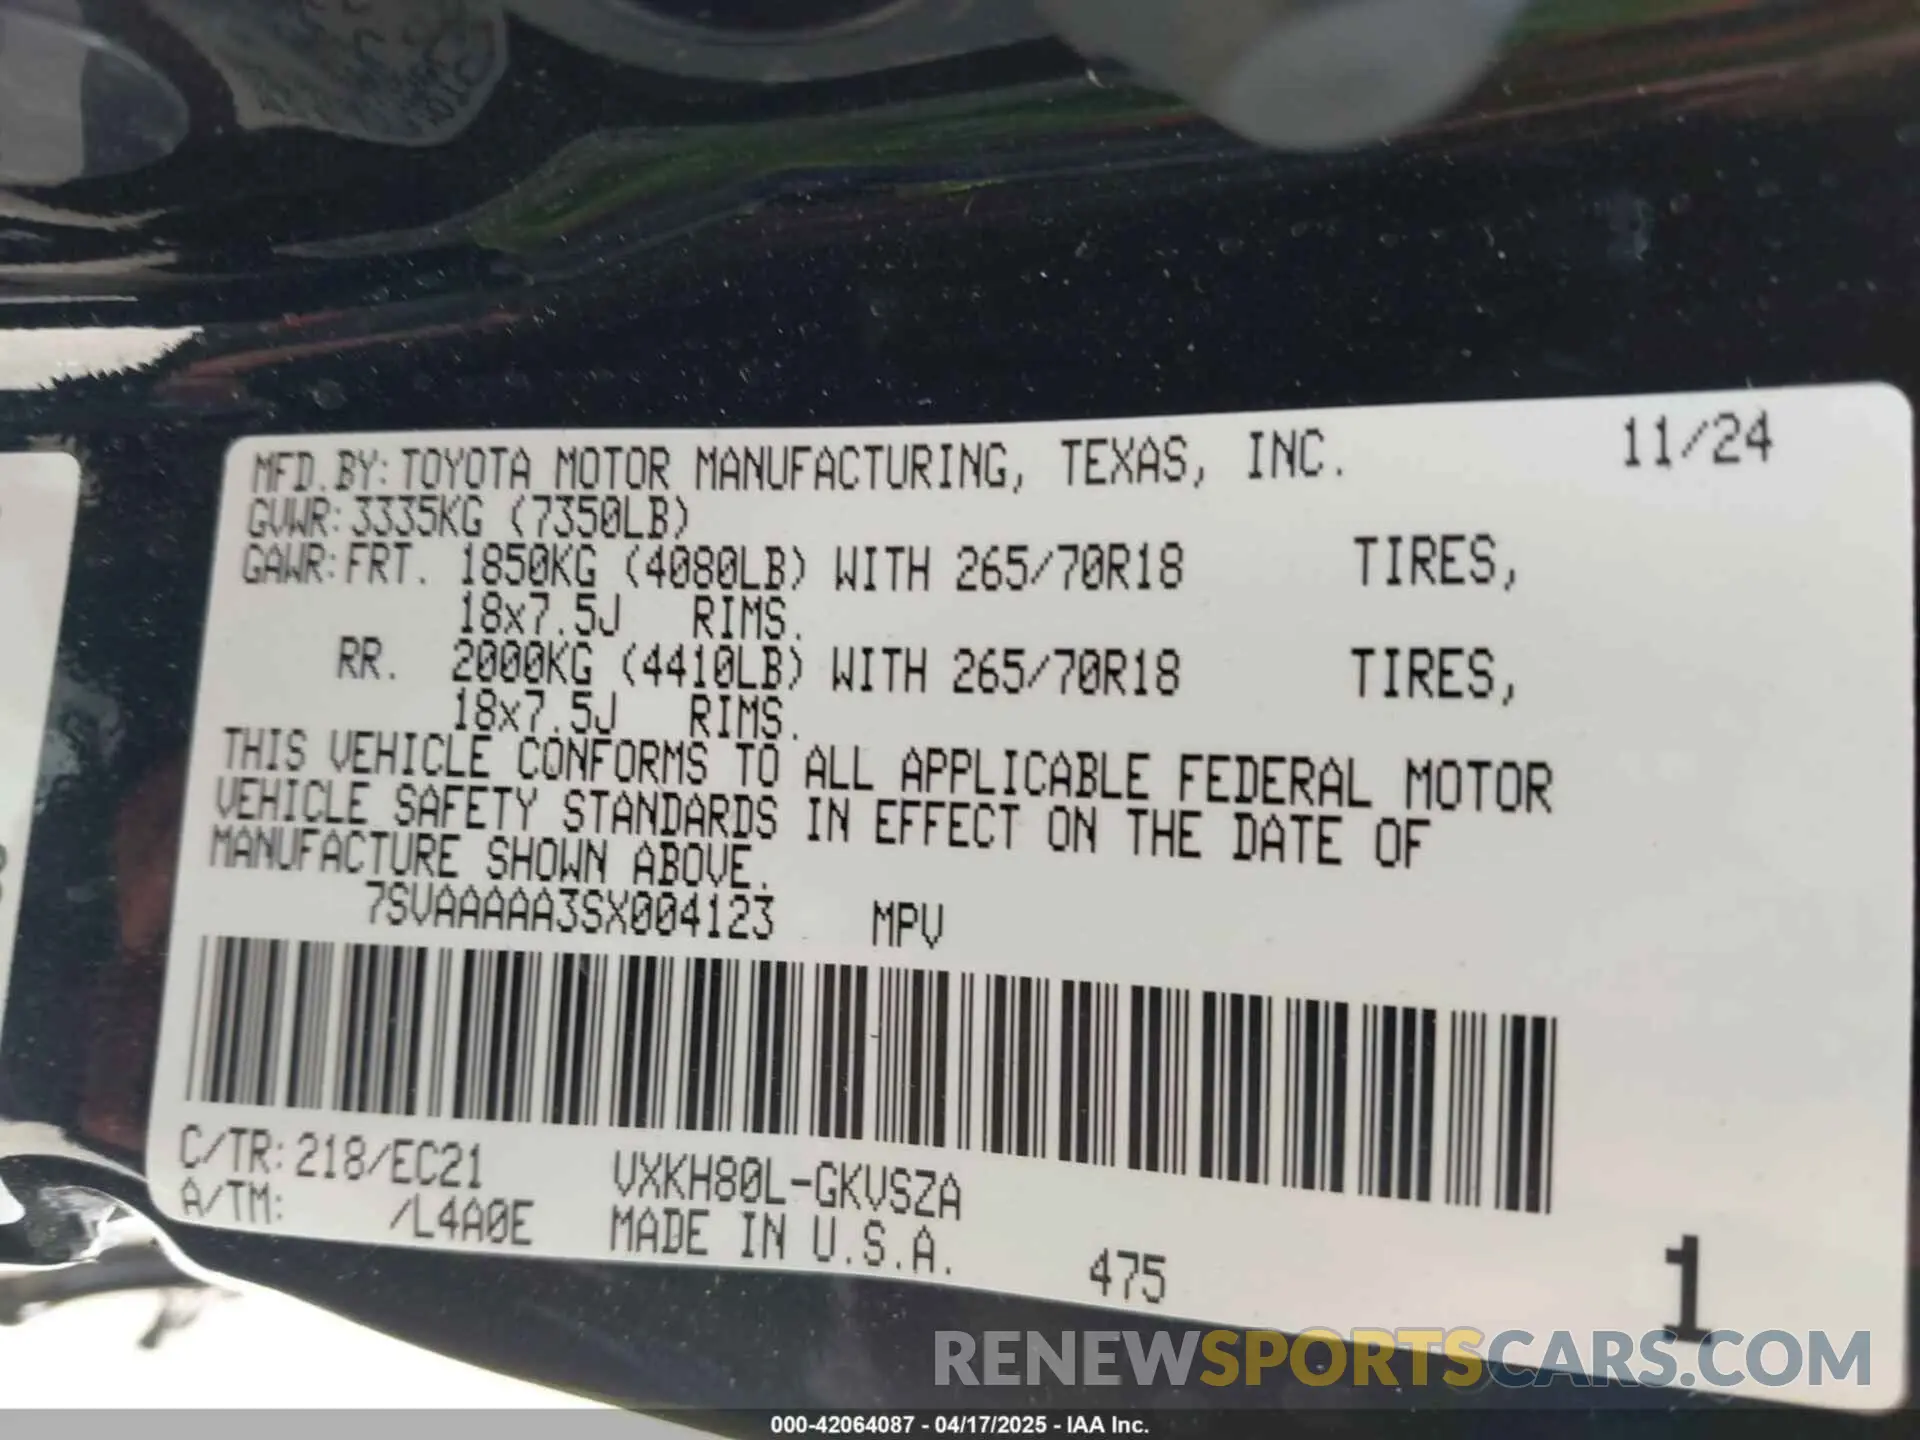 MFD.BY:TOYOTA MOTOR MANUFACTURING, TEXAS, INC. 11/24
GVWR:3335KG (7350LB)
GAWR:FRT. 1850KG (4080LB) WITH 265/70R18 TIRES,
18x7.5J RIMS.
RR. 2000KG (4410LB) WITH 265/70R18 TIRES,
18x7.5J RIMS.
THIS VEHICLE CONFORMS TO ALL APPLICABLE FEDERAL MOTOR
VEHICLE SAFETY STANDARDS IN EFFECT ON THE DATE OF
MANUFACTURE SHOWN ABOVE.
7SVAAAAA3SX004123 MPV
C/TR:218/EC21 VXKH80L-GKVSZA
A/TM: /L4A0E MADE IN U.S.A. 475 1
RENEWSPORTSCARS.COM
000-42064087 - 04/17/2025 - IAA Inc.